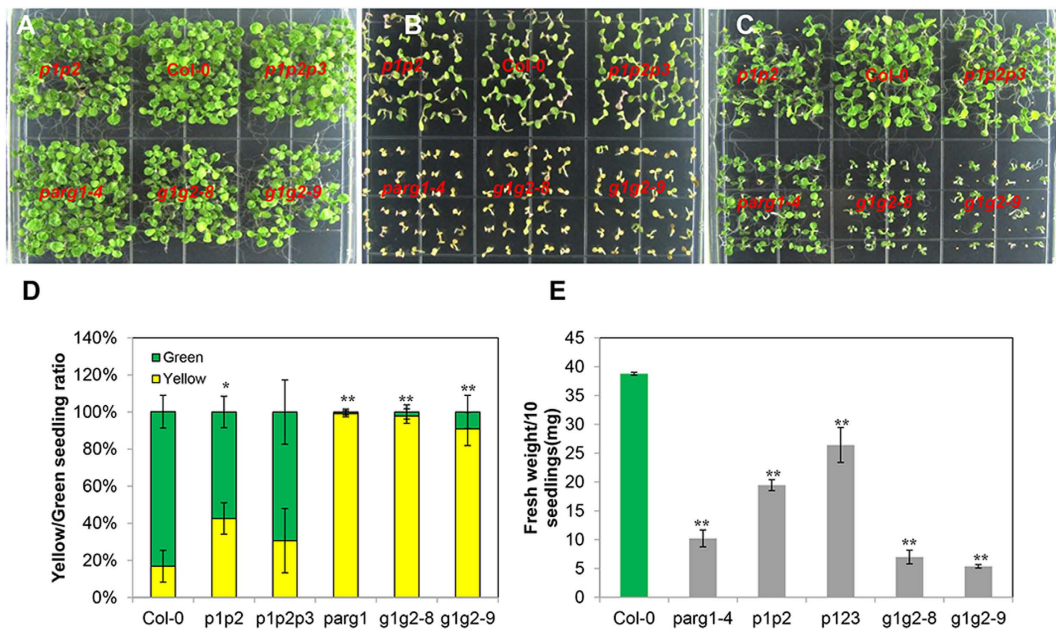 A
B
C
p1p2 Col-0 p1p2p3
parg1-4 g1g2-8 g1g2-9
p1p2 Col-0 p1p2p3
parg1-4 g1g2-8 g1g2-9
p1p2 Col-0 p1p2p3
parg1-4 g1g2-8 g1g2-9
D
Yellow/Green seedling ratio
140%
120%
100%
80%
60%
40%
20%
0%
Green
Yellow
*
**
**
**
Col-0 p1p2 p1p2p3 parg1 g1g2-8 g1g2-9
E
Fresh weight/10
seedlings(mg)
45
40
35
30
25
20
15
10
5
0
**
**
**
**
**
Col-0 parg1-4 p1p2 p123 g1g2-8 g1g2-9